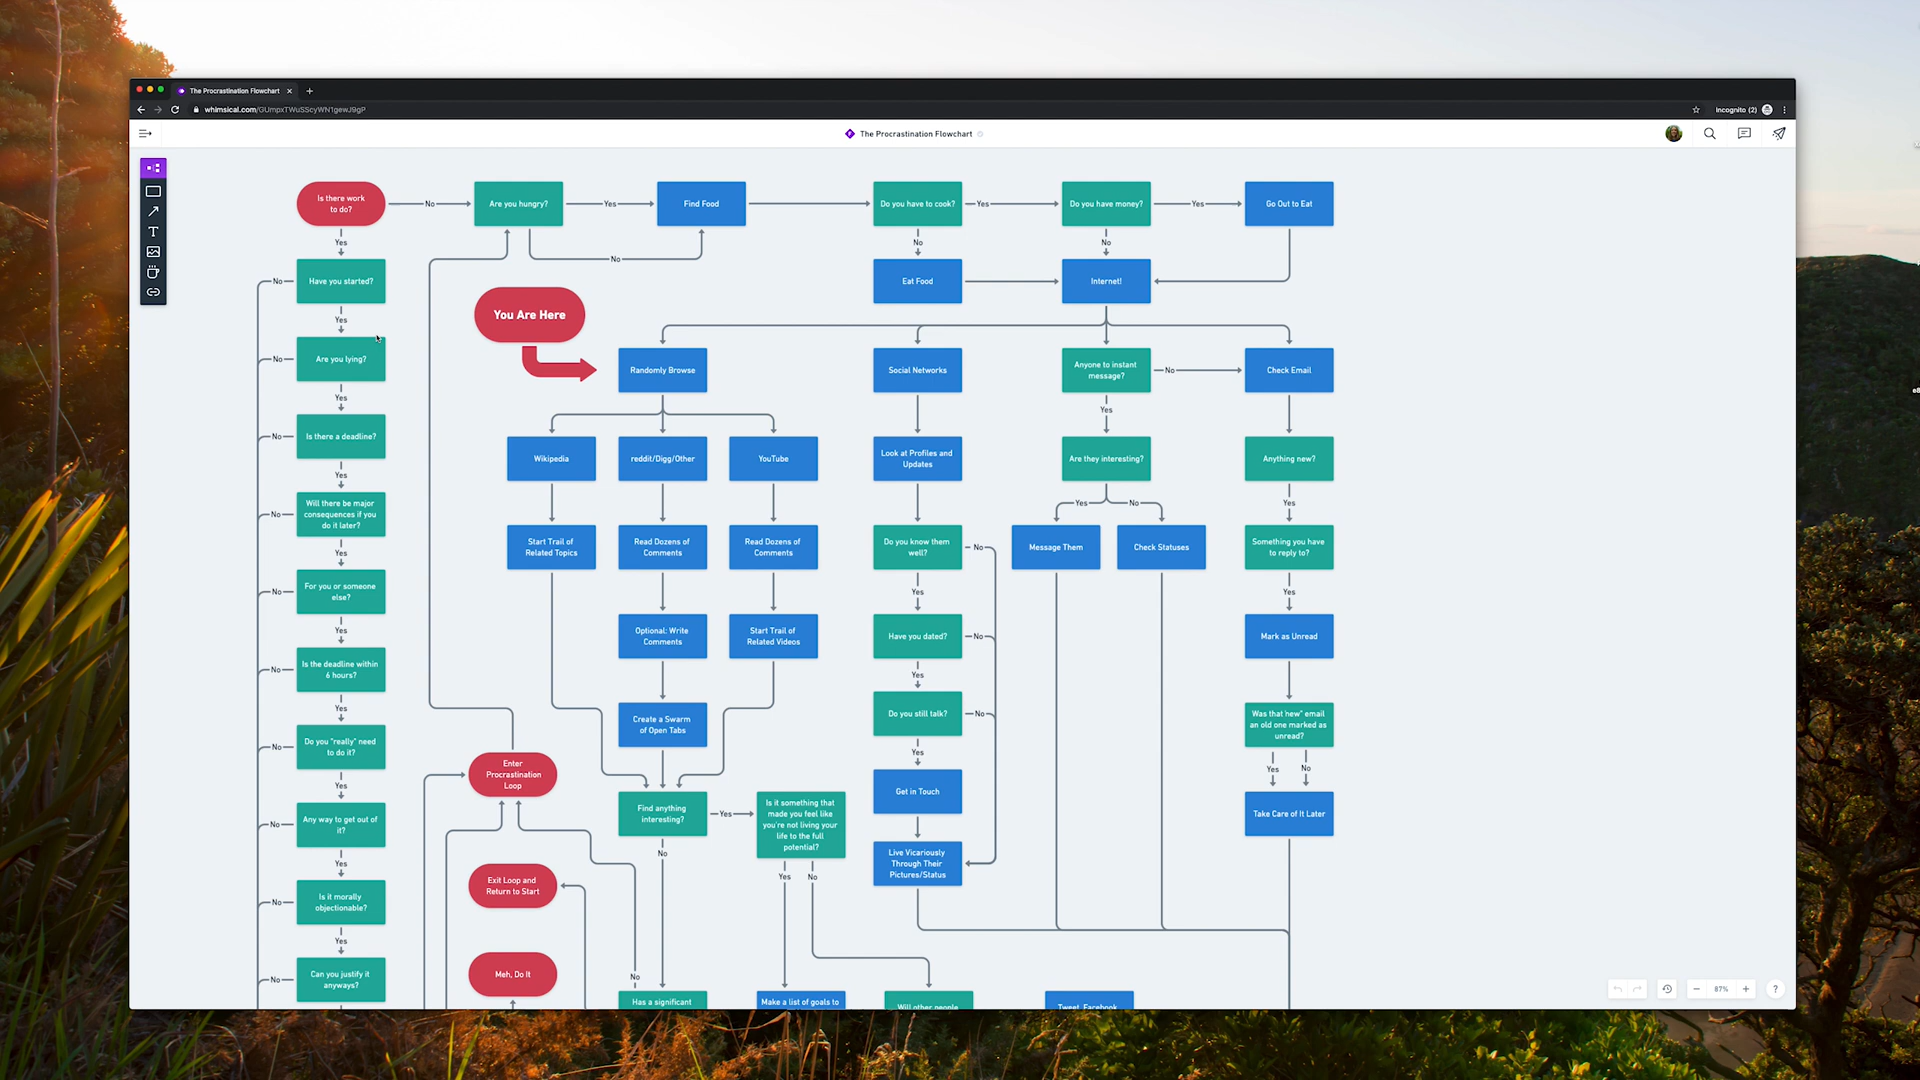 The Procrastination Flowchart
whimsical.com/GUmpxTWuSScyWN1gewJ9gP
Incognito (2)
The Procrastination Flowchart
Is there work
to do?
No
Are you hungry?
Yes
Find Food
Do you have to cook?
Yes
Do you have money?
Yes
Go Out to Eat
Yes
No
No
No
No
Have you started?
Eat Food
Internet!
You Are Here
Yes
No
Are you lying?
Randomly Browse
Social Networks
Anyone to instant
message?
No
Check Email
Yes
Yes
No
Is there a deadline?
Wikipedia
reddit/Digg/Other
YouTube
Look at Profiles and
Updates
Are they interesting?
Anything new?
Yes
Yes
No
Yes
No
Will there be major
consequences if you
do it later?
Start Trail of
Related Topics
Read Dozens of
Comments
Read Dozens of
Comments
Do you know them
well?
No
Message Them
Check Statuses
Something you have
to reply to?
Yes
No
For you or someone
else?
Yes
Yes
Yes
Optional: Write
Comments
Start Trail of
Related Videos
Have you dated?
No
Mark as Unread
No
Is the deadline within
6 hours?
Yes
Yes
Create a Swarm
of Open Tabs
Do you still talk?
No
Was that hew" email
an old one marked as
unread?
No
Do you "really" need
to do it?
Yes
Yes
No
Enter
Procrastination
Loop
Yes
Get in Touch
No
Any way to get out of
it?
Find anything
interesting?
Yes
Is it something that
made you feel like
you're not living your
life to the full
potential?
Take Care of It Later
Yes
No
Live Vicariously
Through Their
Pictures/Status
Yes
No
Exit Loop and
Return to Start
No
Is it morally
objectionable?
Yes
No
Can you justify it
anyways?
Meh, Do It
No
Has a significant
Make a list of goals to
Will other people
Tweet, Facebook
87%